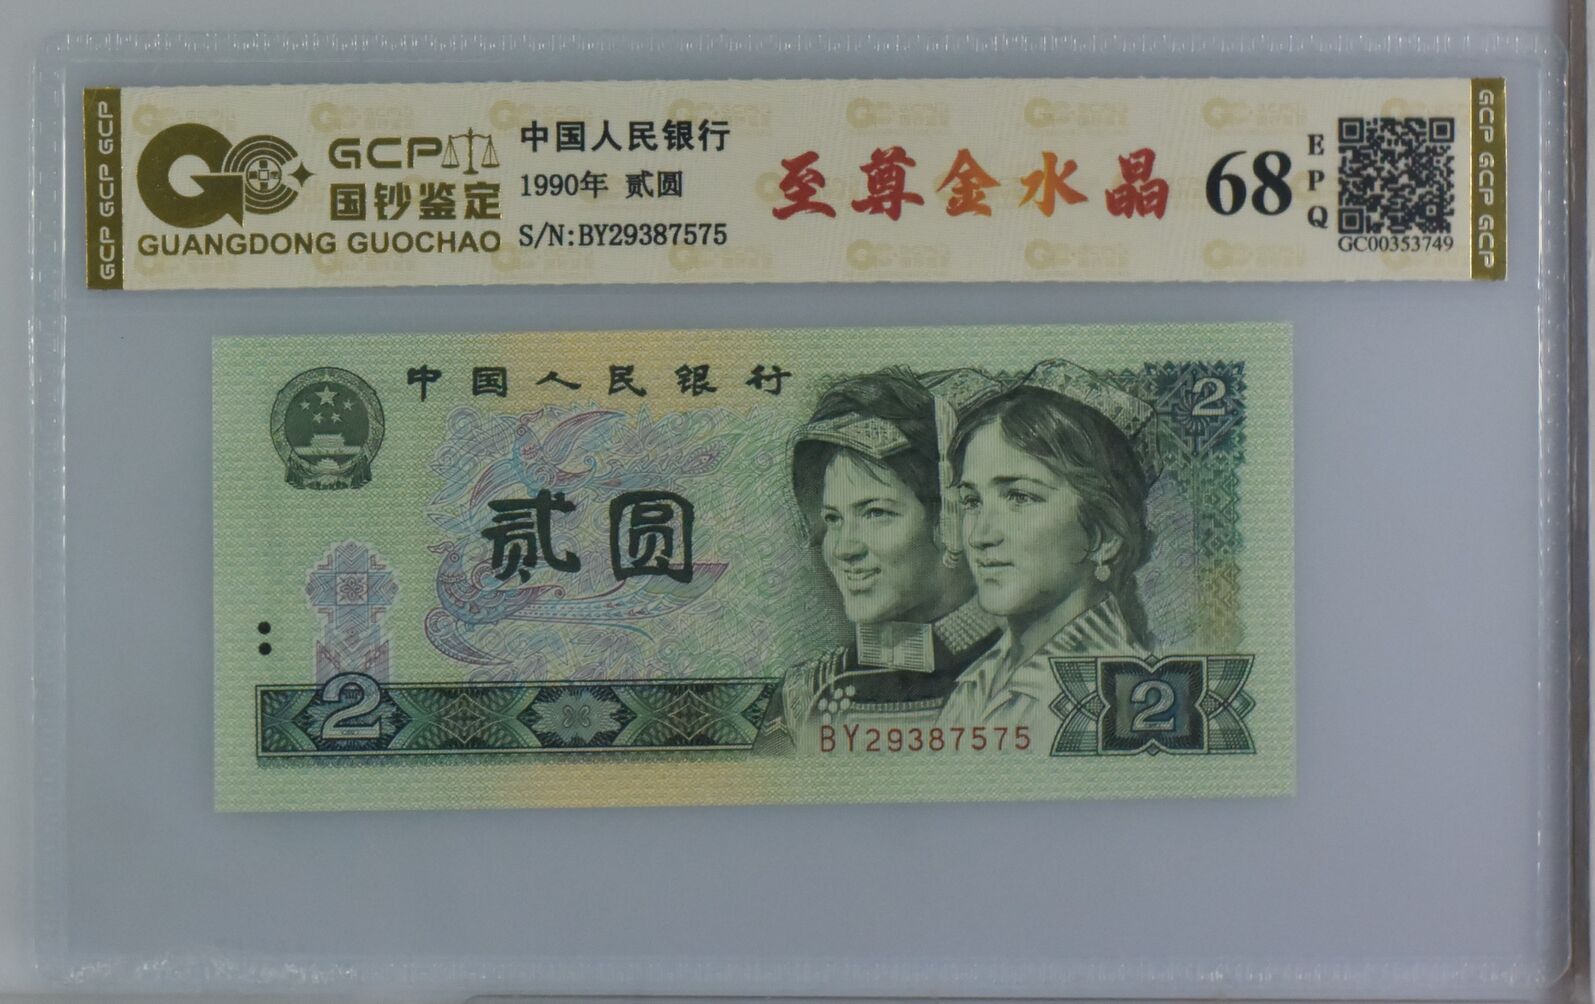 GCP GCP GCP
GCP
国钞鉴定
GUANGDONG GUOCHAO
中国人民银行
1990年 贰圆
S/N:BY29387575
至尊金水晶
68
EPQ
GC00353749
GCP GCP GCP
中国人民银行
2
贰圆
2
BY29387575
2